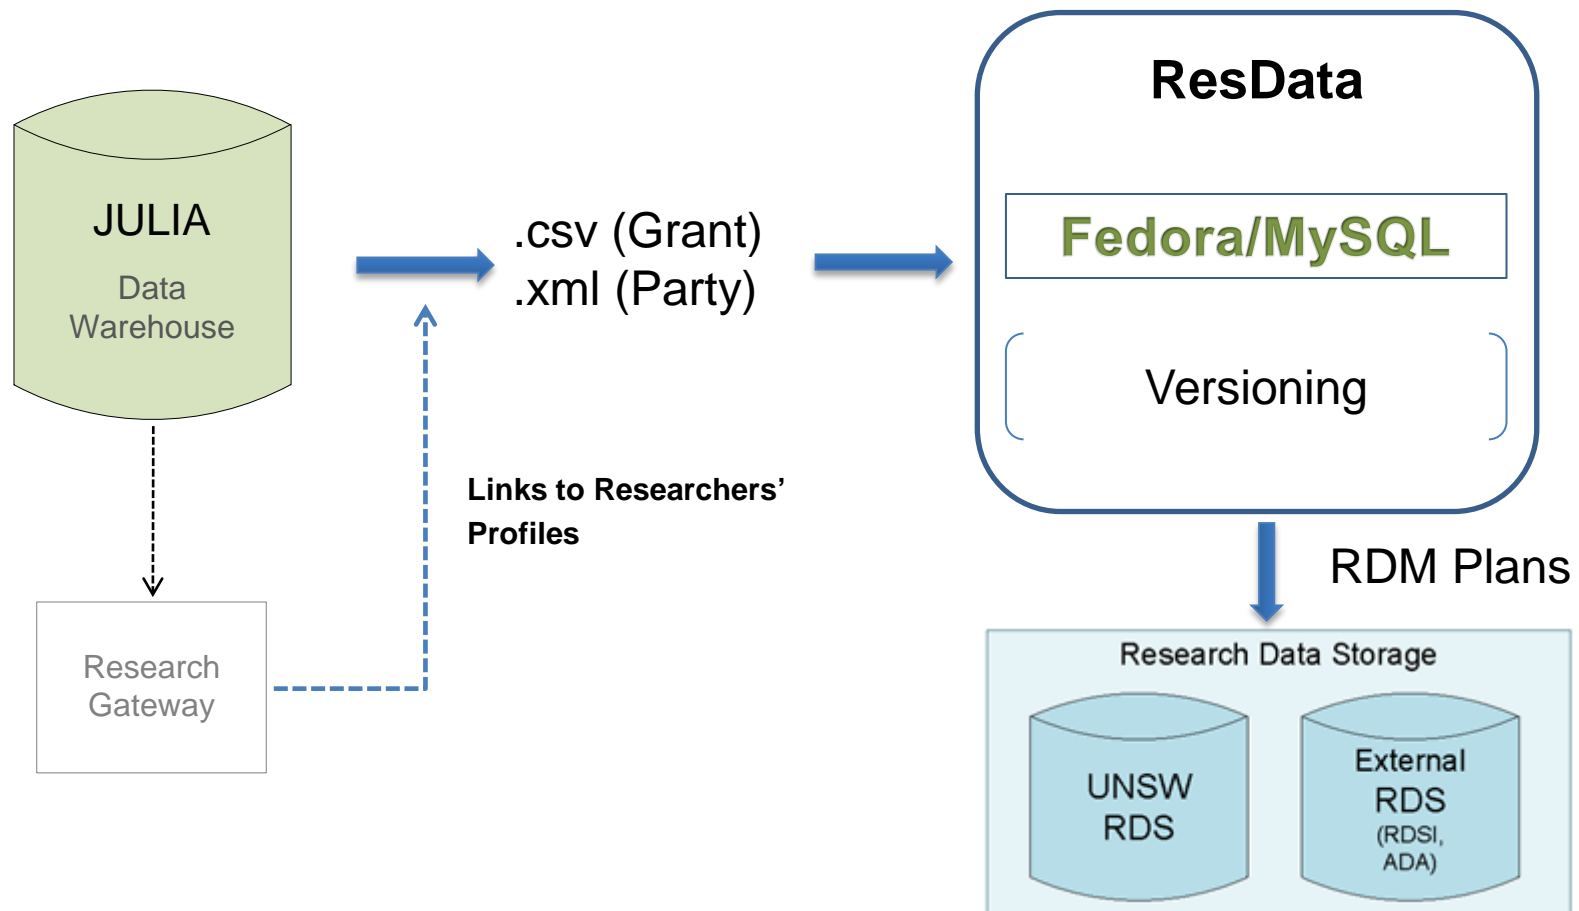 JULIA
Data
Warehouse
.csv (Grant)
.xml (Party)
ResData
Fedora/MySQL
Versioning
Links to Researchers’
Profiles
Research
Gateway
RDM Plans
Research Data Storage
UNSW
RDS
External
RDS
(RDSI,
ADA)